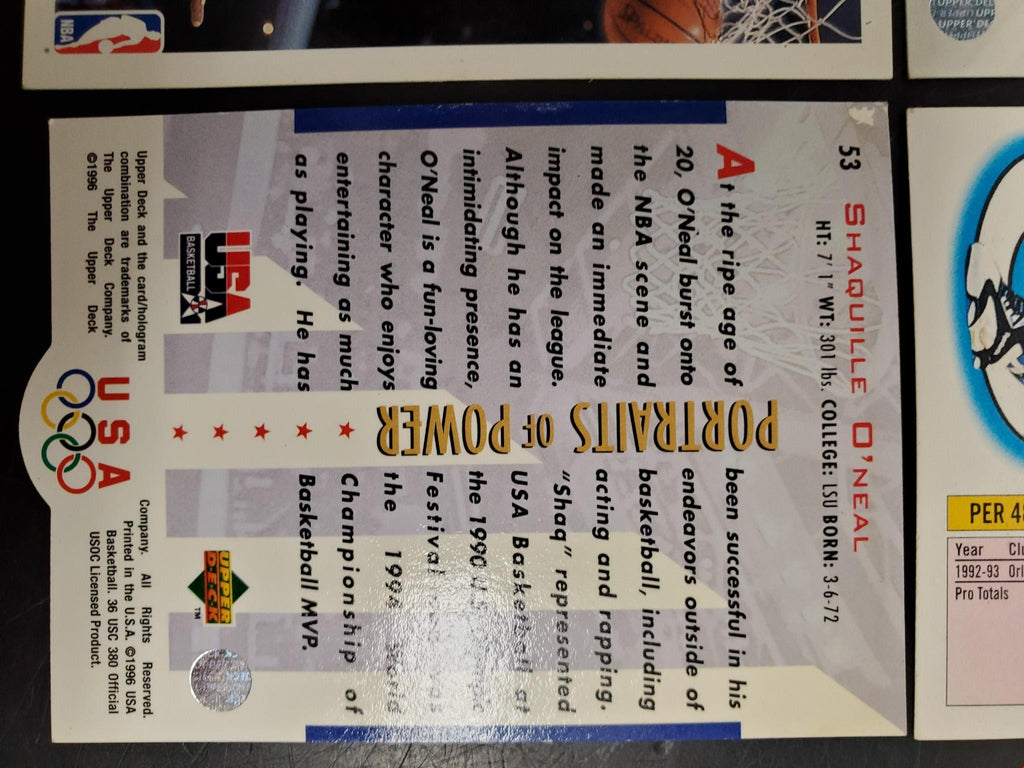 53
SHAQUILLE O'NEAL
HT: 7'1" WT: 301 lbs. COLLEGE: LSU BORN: 3-6-72
PORTRAITS OF POWER
At the ripe age of
20, O'Neal burst onto
the NBA scene and
made an immediate
impact on the league.
Although he has an
intimidating presence,
O'Neal is a fun-loving
character who enjoys
entertaining as much
as playing. He has
been successful in his
endeavors outside of
basketball, including
acting and rapping.
"Shaq" represented
USA Basketball at
the 1990 U.S. Olympic
Festival
the 1994 World
Championship of
Basketball MVP.
USA
BASKETBALL
UPPER
DECK
TM
Upper Deck and the card/hologram
combination are trademarks of
The Upper Deck Company.
©1996 The Upper Deck
USA
Company. All Rights Reserved.
Printed in the U.S.A. ©1996 USA
Basketball. 36 USC 380 Official
USOC Licensed Product.
NBA
UPPER DE
PER 48
Year
1992-93 Orl
Pro Totals